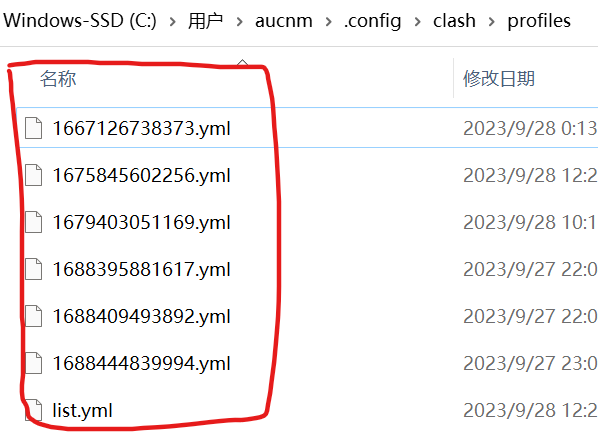 Windows-SSD (C:) > 用户 > aucnm > .config > clash > profiles
名称 修改日期
1667126738373.yml 2023/9/28 0:13
1675845602256.yml 2023/9/28 12:2
1679403051169.yml 2023/9/28 10:1
1688395881617.yml 2023/9/27 22:0
1688409493892.yml 2023/9/27 22:0
1688444839994.yml 2023/9/27 23:0
list.yml 2023/9/28 12:2